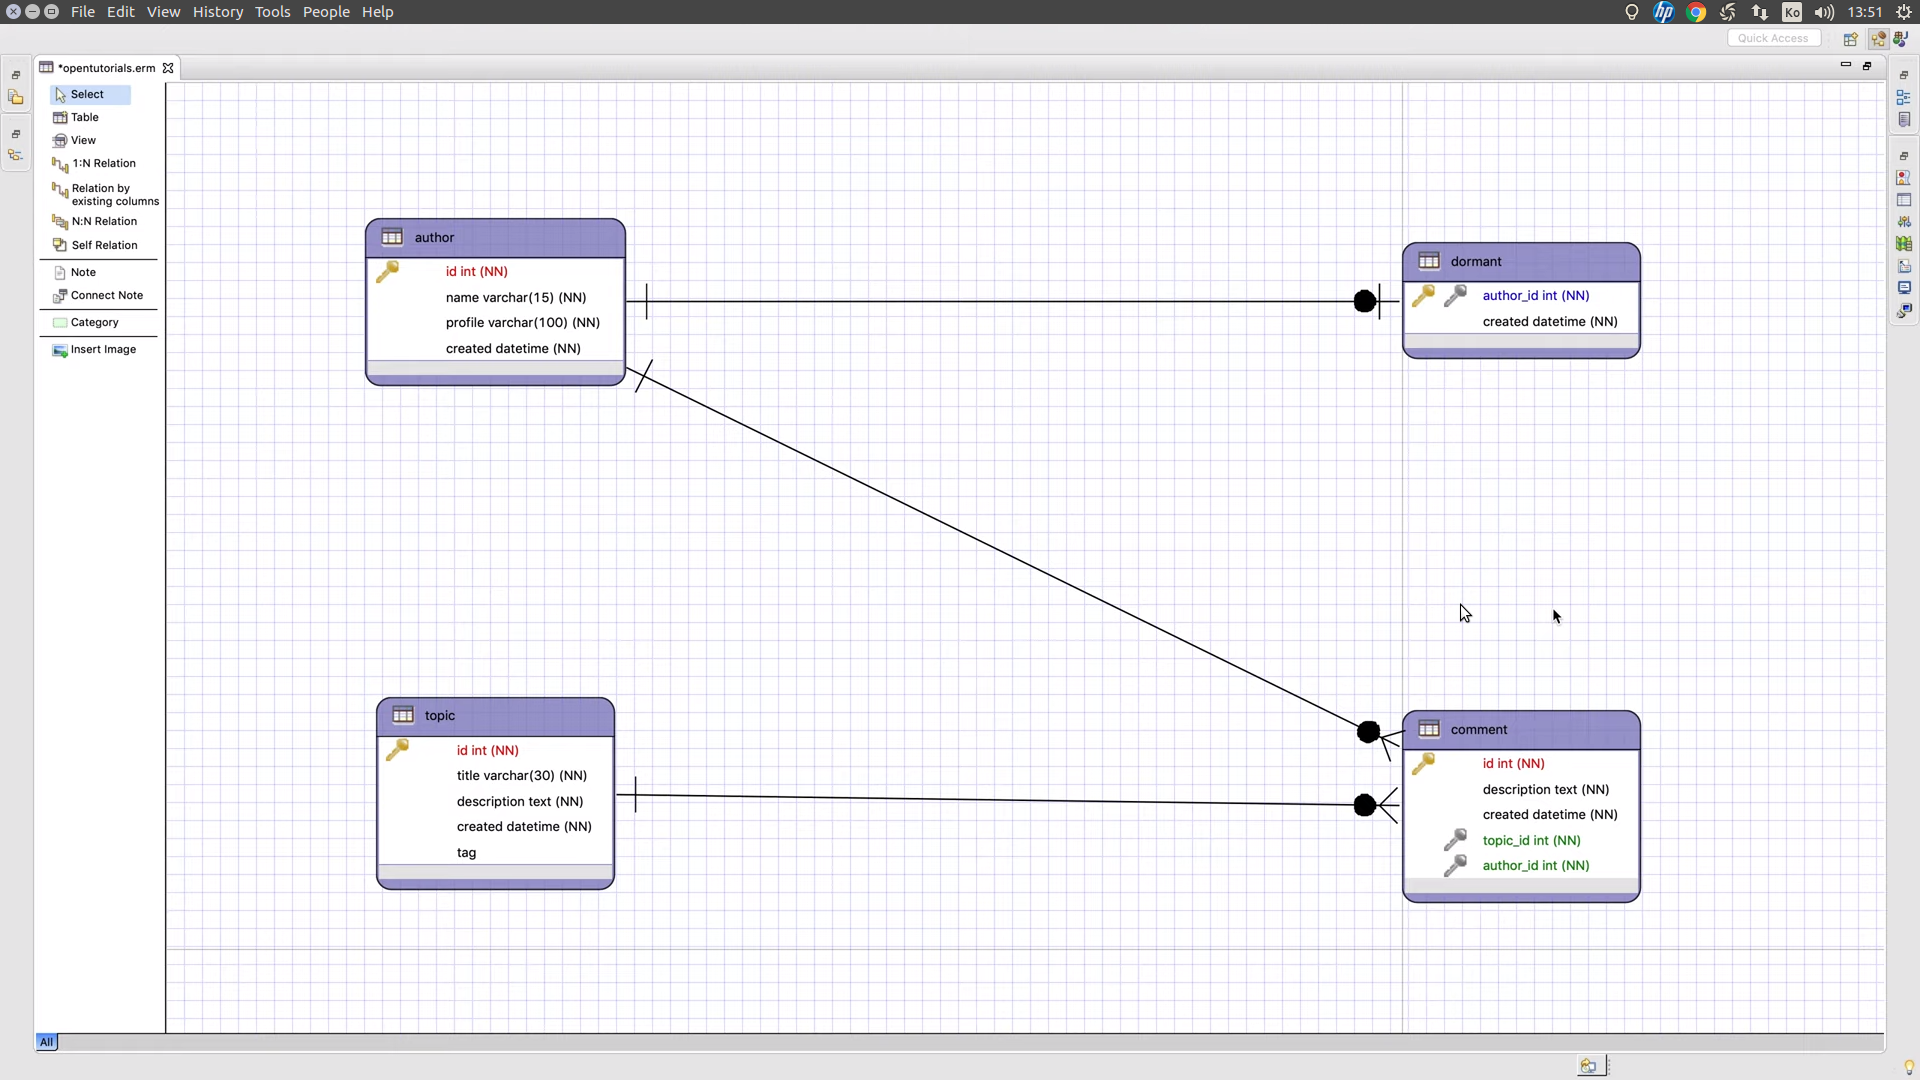 File Edit View History Tools People Help
hp Ko 13:51
Quick Access
*opentutorials.erm
Select
Table
View
1:N Relation
Relation by
existing columns
N:N Relation
Self Relation
Note
Connect Note
Category
Insert Image
author
id int (NN)
name varchar(15) (NN)
profile varchar(100) (NN)
created datetime (NN)
dormant
author_id int (NN)
created datetime (NN)
topic
id int (NN)
title varchar(30) (NN)
description text (NN)
created datetime (NN)
tag
comment
id int (NN)
description text (NN)
created datetime (NN)
topic_id int (NN)
author_id int (NN)
All